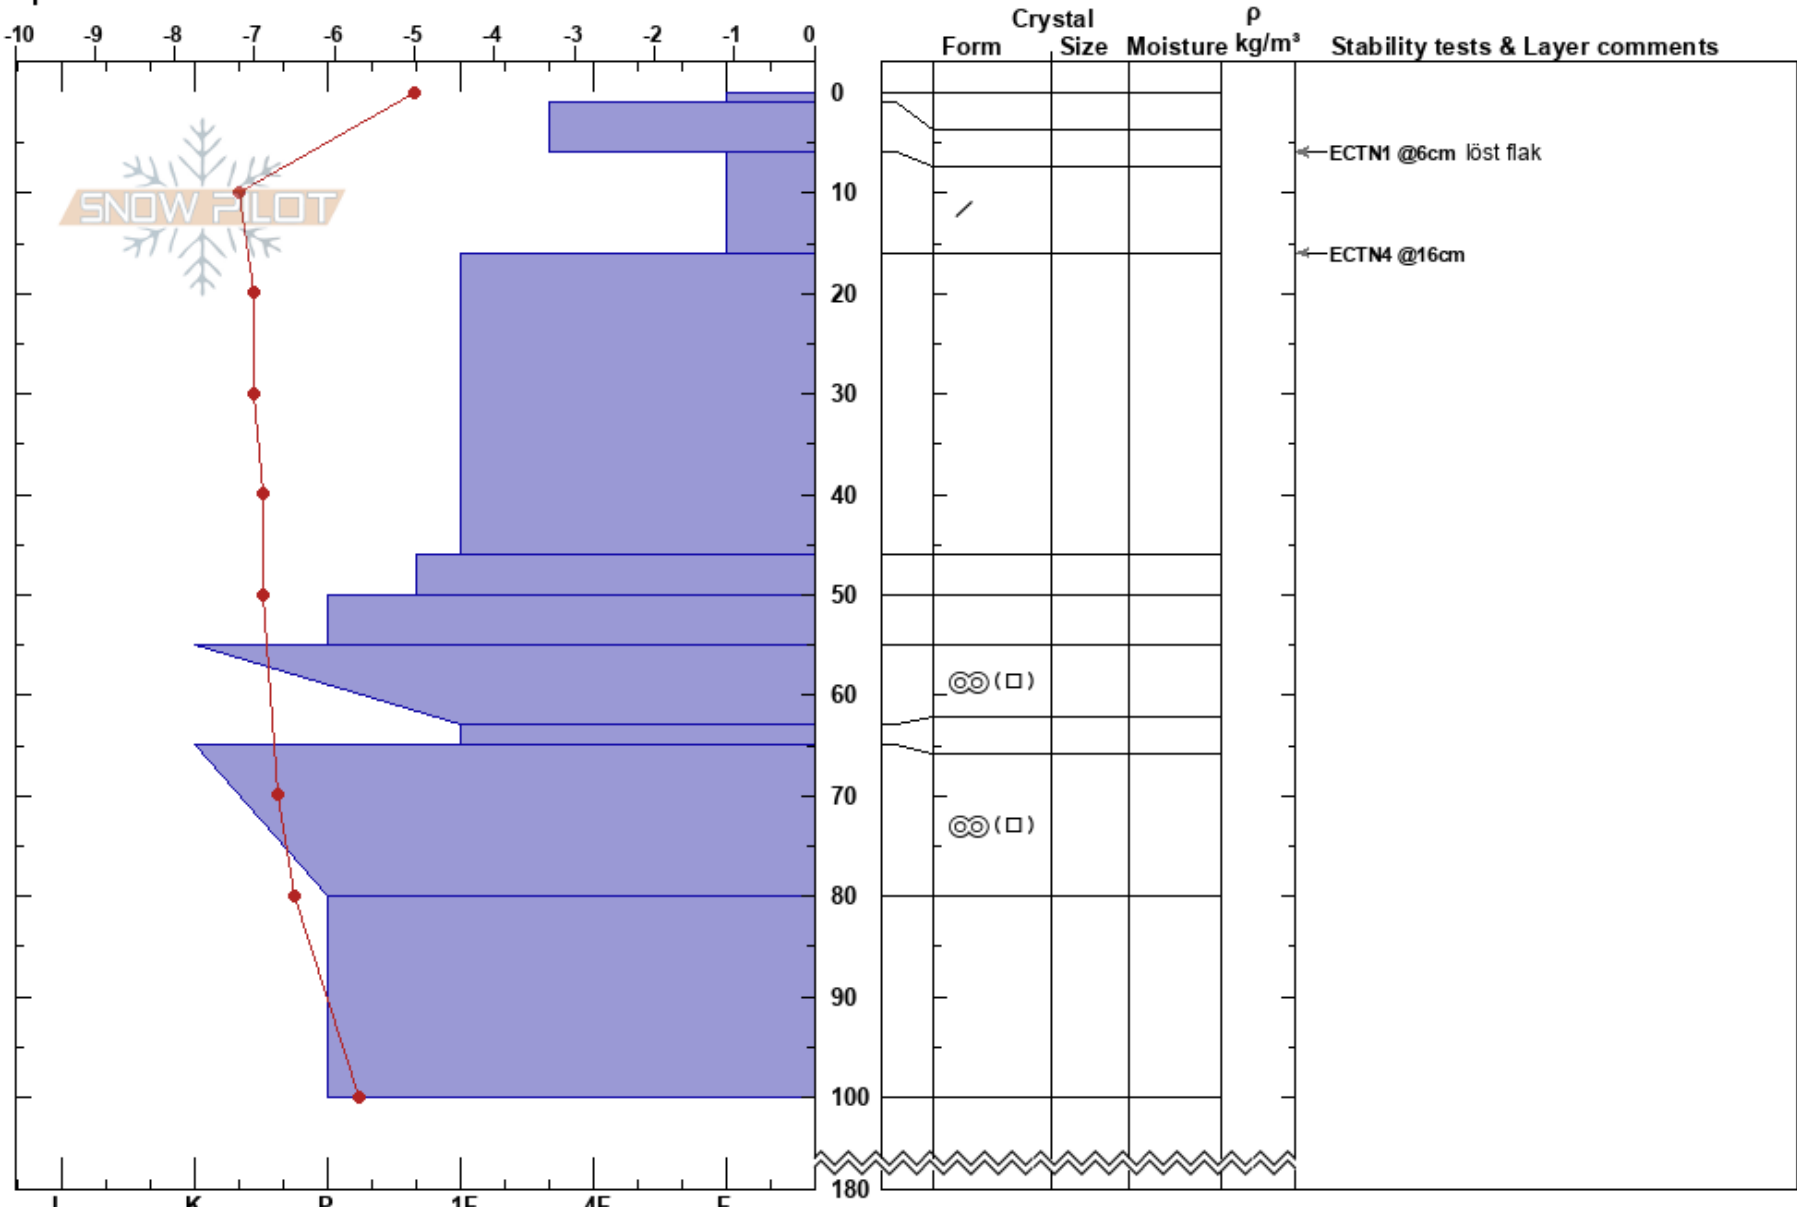 Crystal ρ
-10 -9 -8 -7 -6 -5 -4 -3 -2 -1 0
Form Size Moisture kg/m³ Stability tests & Layer comments
0
ECTN1 @6cm löst flak
10
SNOW PILOT
ECTN4 @16cm
20
30
40
50
60
(□)
70
(□)
80
90
100
180
I K P 1F 4F F